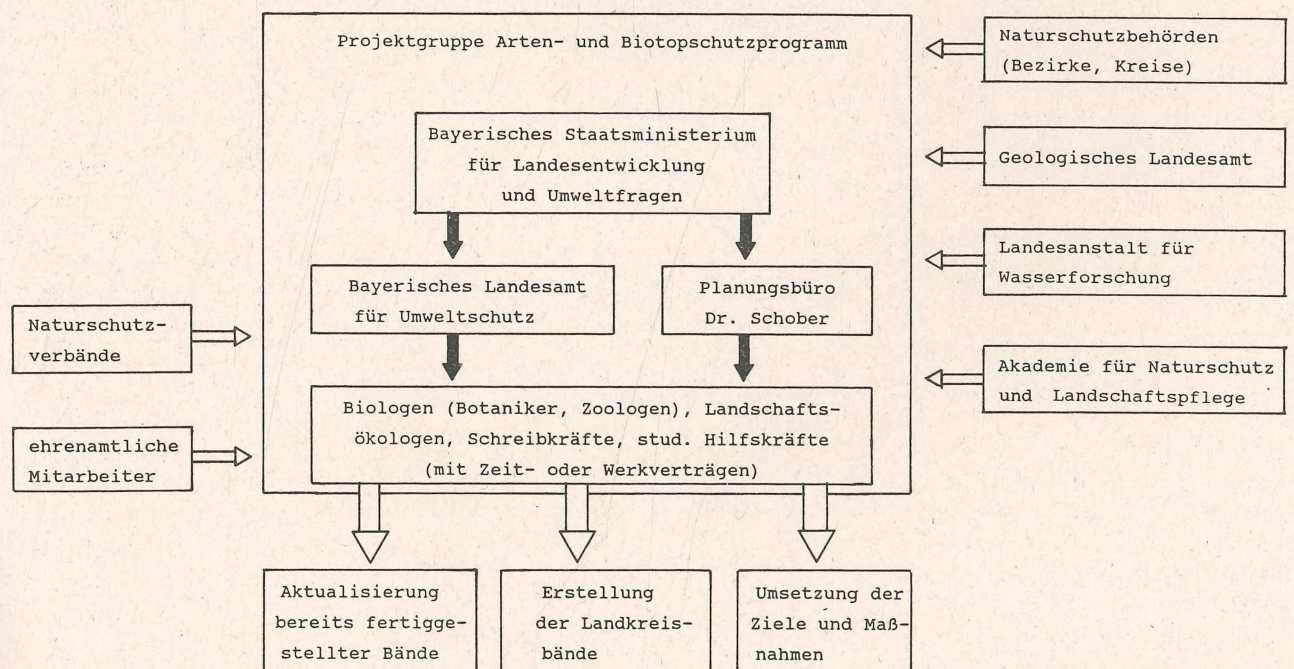 Projektgruppe Arten- und Biotopschutzprogramm
Bayerisches Staatsministerium
für Landesentwicklung
und Umweltfragen
Bayerisches Landesamt
für Umweltschutz
Planungsbüro
Dr. Schober
Biologen (Botaniker, Zoologen), Landschafts-
ökologen, Schreibkräfte, stud. Hilfskräfte
(mit Zeit- oder Werkverträgen)
Naturschutz-
verbände
ehrenamtliche
Mitarbeiter
Naturschutzbehörden
(Bezirke, Kreise)
Geologisches Landesamt
Landesanstalt für
Wasserforschung
Akademie für Naturschutz
und Landschaftspflege
Aktualisierung
bereits fertigge-
stellter Bände
Erstellung
der Landkreis-
bände
Umsetzung der
Ziele und Maß-
nahmen